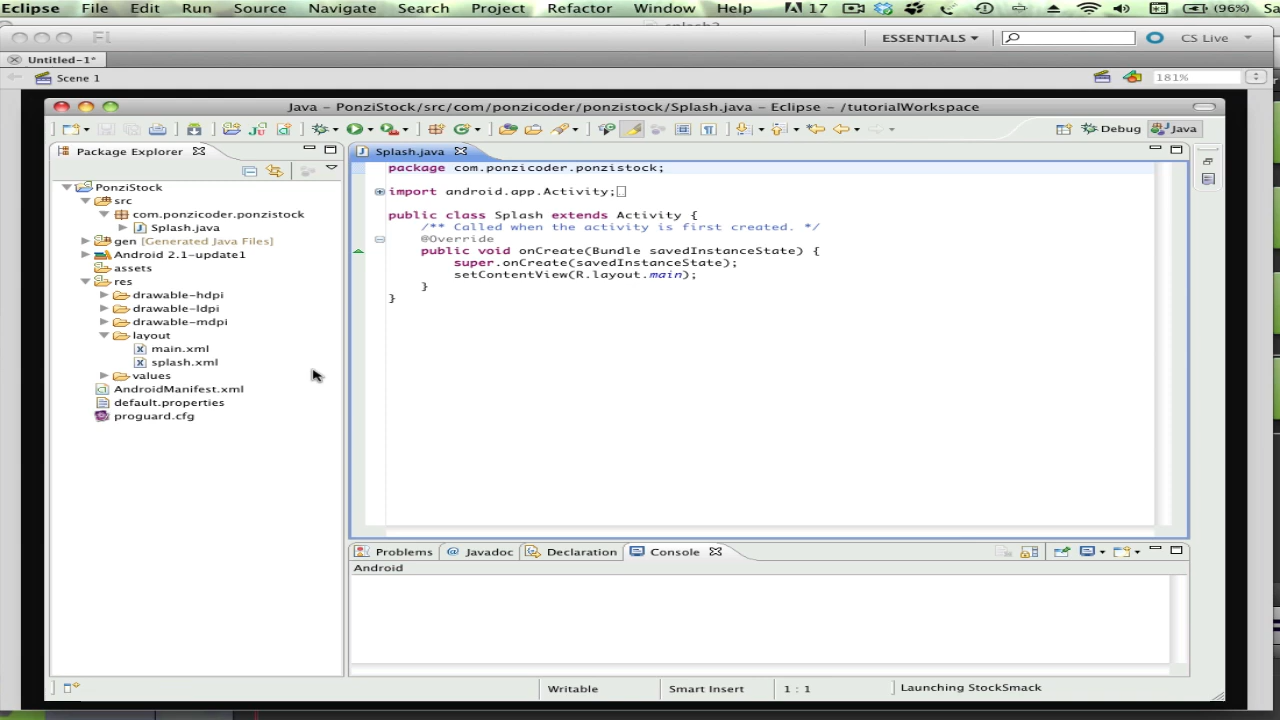 Eclipse File Edit Run Source Navigate Search Project Refactor Window Help 17 (96%) Sa
Fl ESSENTIALS CS Live
Untitled-1*
Scene 1 181%
Java - PonziStock/src/com/ponzicoder/ponzistock/Splash.java - Eclipse - /tutorialWorkspace
Debug Java
Package Explorer
PonziStock
src
com.ponzicoder.ponzistock
Splash.java
gen [Generated Java Files]
Android 2.1-update1
assets
res
drawable-hdpi
drawable-ldpi
drawable-mdpi
layout
main.xml
splash.xml
values
AndroidManifest.xml
default.properties
proguard.cfg
Splash.java
package com.ponzicoder.ponzistock;
import android.app.Activity;
public class Splash extends Activity {
/** Called when the activity is first created. */
@Override
public void onCreate(Bundle savedInstanceState) {
super.onCreate(savedInstanceState);
setContentView(R.layout.main);
}
}
Problems @ Javadoc Declaration Console
Android
Writable Smart Insert 1 : 1 Launching StockSmack